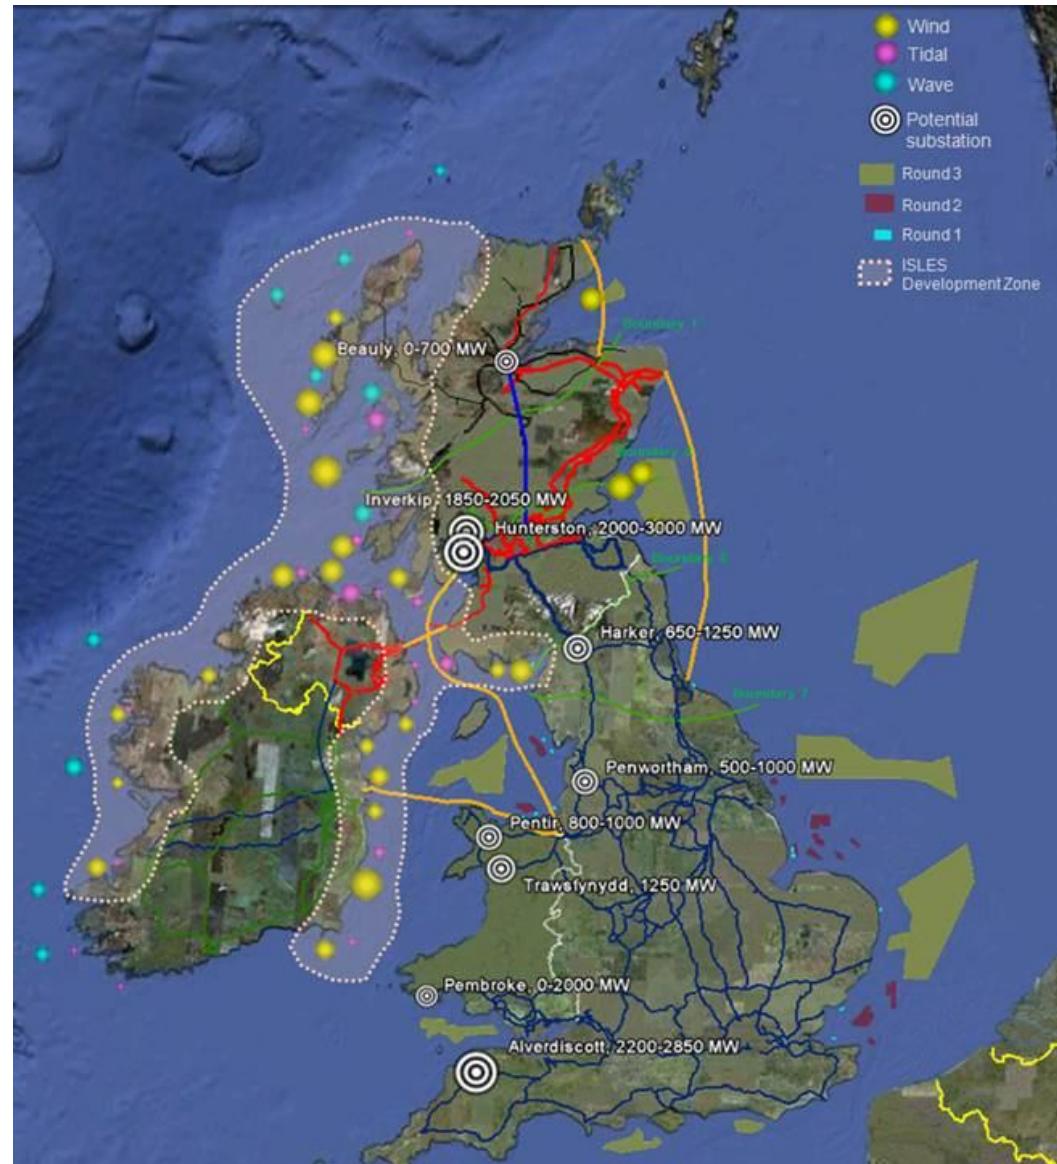 Wind
Tidal
Wave
Potential
substation
Round 3
Round 2
Round 1
ISLES
Development Zone
Boundary 1
Beauly, 0-700 MW
Boundary
Inverkip, 1850-2050 MW
Hunterston, 2000-3000 MW
Boundary
Harker, 650-1250 MW
Boundary 7
Penwortham, 500-1000 MW
Pentir, 800-1000 MW
Trawsfynydd, 1250 MW
Pembroke, 0-2000 MW
Alverdiscott, 2200-2850 MW